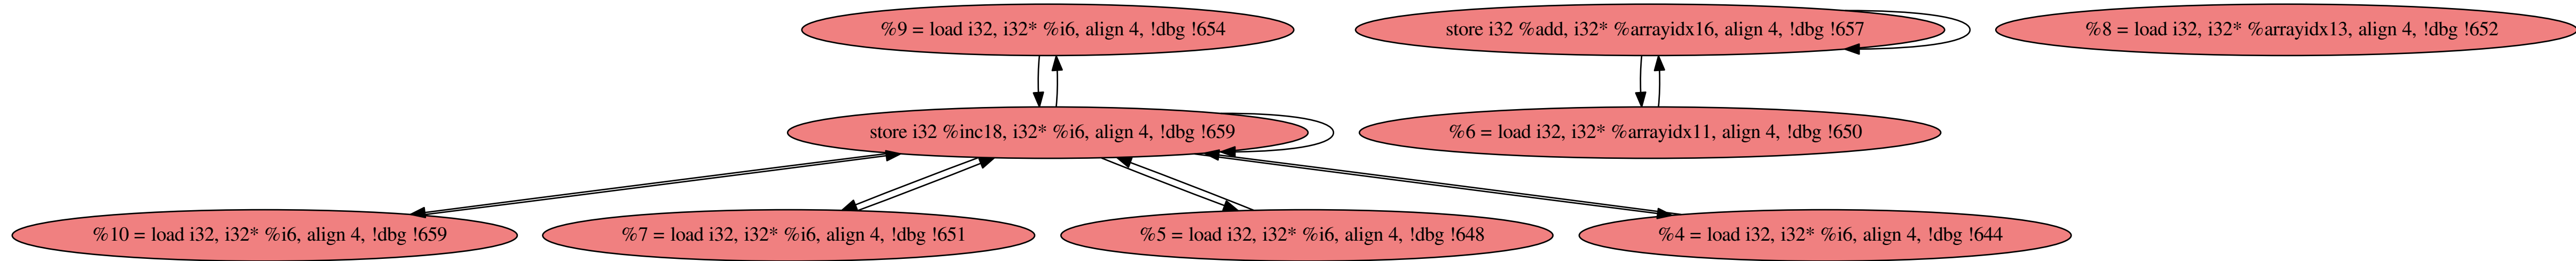 %9 = load i32, i32* %i6, align 4, !dbg !654
store i32 %add, i32* %arrayidx16, align 4, !dbg !657
%8 = load i32, i32* %arrayidx13, align 4, !dbg !652
store i32 %inc18, i32* %i6, align 4, !dbg !659
%6 = load i32, i32* %arrayidx11, align 4, !dbg !650
%10 = load i32, i32* %i6, align 4, !dbg !659
%7 = load i32, i32* %i6, align 4, !dbg !651
%5 = load i32, i32* %i6, align 4, !dbg !648
%4 = load i32, i32* %i6, align 4, !dbg !644